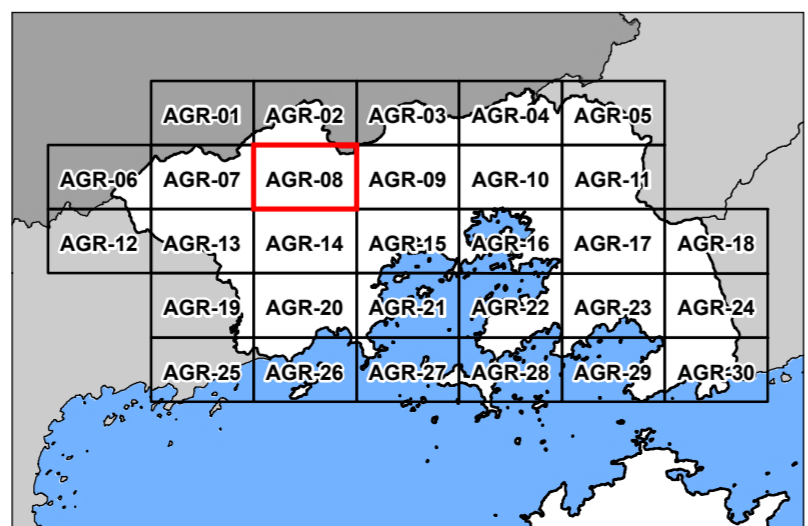 AGR-01 AGR-02 AGR-03 AGR-04 AGR-05
AGR-06 AGR-07 AGR-08 AGR-09 AGR-10 AGR-11
AGR-12 AGR-13 AGR-14 AGR-15 AGR-16 AGR-17 AGR-18
AGR-19 AGR-20 AGR-21 AGR-22 AGR-23 AGR-24
AGR-25 AGR-26 AGR-27 AGR-28 AGR-29 AGR-30